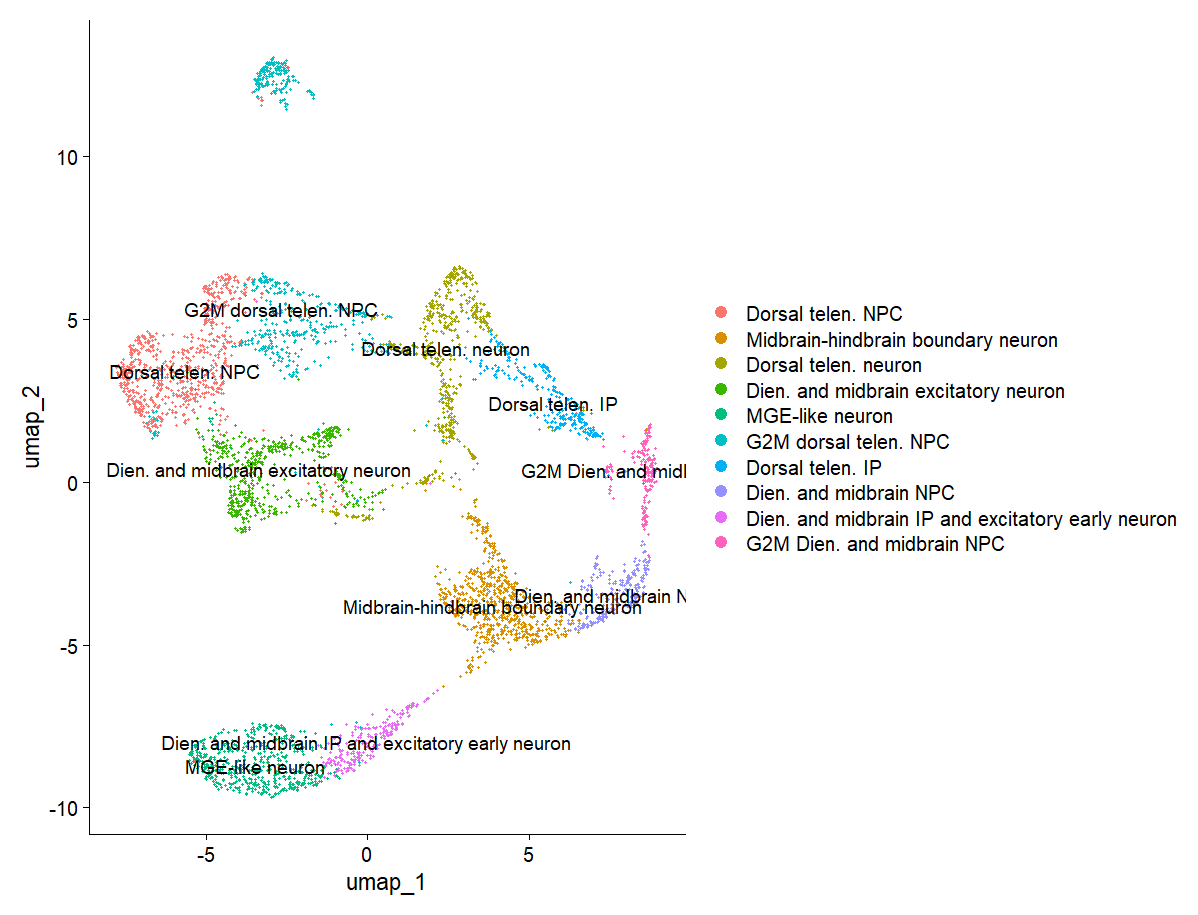 10
5
0
-5
-10
umap_2
G2M dorsal telen. NPC
Dorsal telen. neuron
Dorsal telen. NPC
Dorsal telen. IP
Dien. and midbrain excitatory neuron
G2M Dien. and midl
Dien. and midbrain N
Midbrain-hindbrain boundary neuron
Dien. and midbrain IP and excitatory early neuron
MGE-like neuron
-5
0
5
umap_1
Dorsal telen. NPC
Midbrain-hindbrain boundary neuron
Dorsal telen. neuron
Dien. and midbrain excitatory neuron
MGE-like neuron
G2M dorsal telen. NPC
Dorsal telen. IP
Dien. and midbrain NPC
Dien. and midbrain IP and excitatory early neuron
G2M Dien. and midbrain NPC